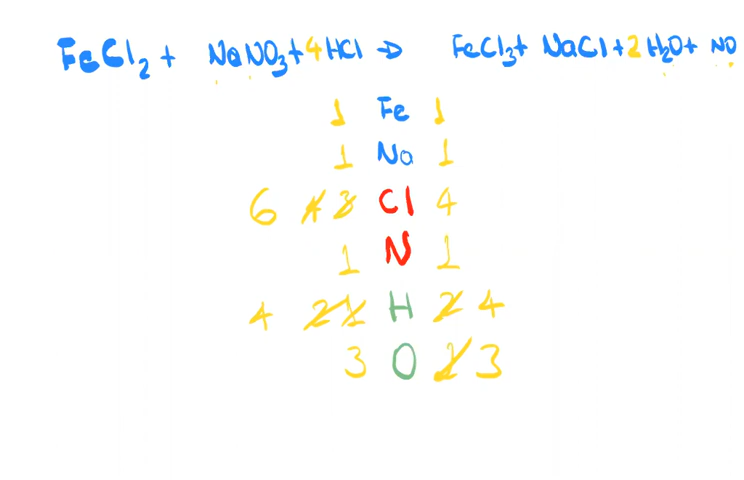 FeCl2 + NaNO3 + 4HCl → FeCl3 + NaCl + 2H2O + NO
1 Fe 1
1 Na 1
6 4 3 Cl 4
1 N 1
4 2 1 H 2 4
3 O 2 3